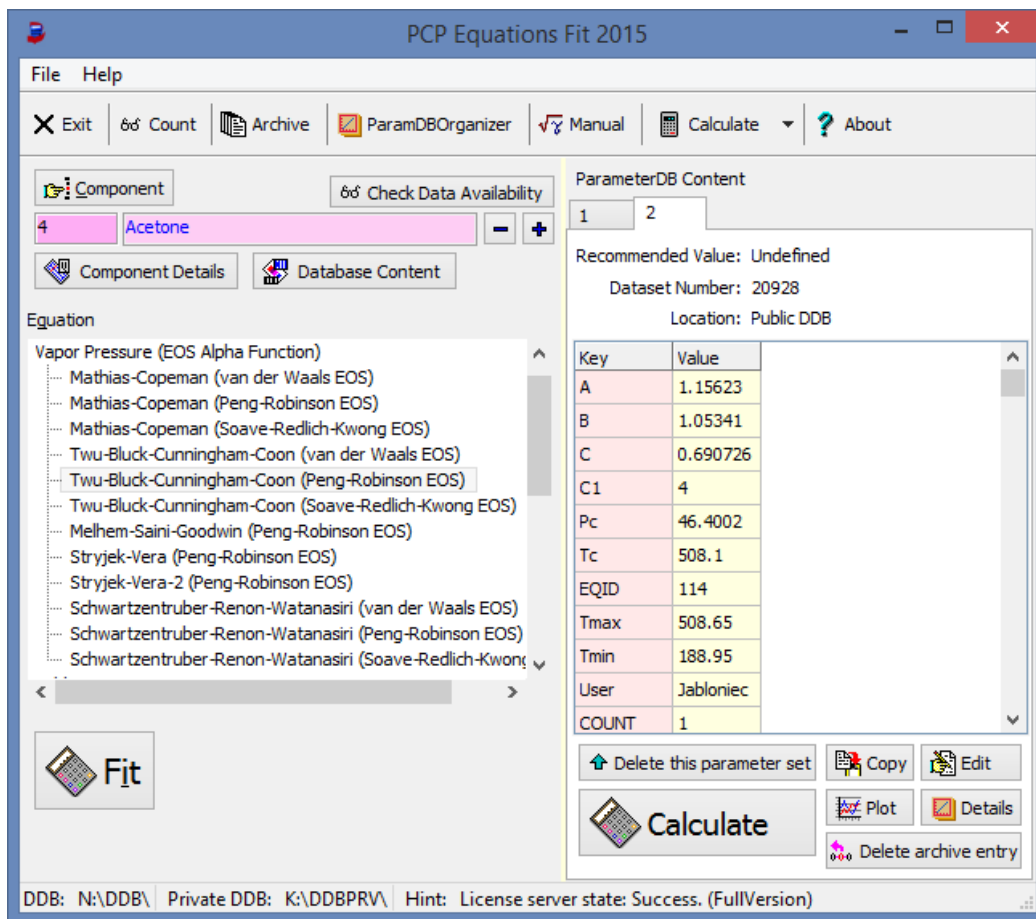 PCP Equations Fit 2015
File Help
Exit Count Archive ParamDBOrganizer Manual Calculate About
Component Check Data Availability
4 Acetone
Component Details Database Content
Equation
Vapor Pressure (EOS Alpha Function)
Mathias-Copeman (van der Waals EOS)
Mathias-Copeman (Peng-Robinson EOS)
Mathias-Copeman (Soave-Redlich-Kwong EOS)
Twu-Bluck-Cunningham-Coon (van der Waals EOS)
Twu-Bluck-Cunningham-Coon (Peng-Robinson EOS)
Twu-Bluck-Cunningham-Coon (Soave-Redlich-Kwong EOS)
Melhem-Saini-Goodwin (Peng-Robinson EOS)
Stryjek-Vera (Peng-Robinson EOS)
Stryjek-Vera-2 (Peng-Robinson EOS)
Schwartzentruber-Renon-Watanasiri (van der Waals EOS)
Schwartzentruber-Renon-Watanasiri (Peng-Robinson EOS)
Schwartzentruber-Renon-Watanasiri (Soave-Redlich-Kwong
Fit
ParameterDB Content
1 2
Recommended Value: Undefined
Dataset Number: 20928
Location: Public DDB
Key Value
A 1.15623
B 1.05341
C 0.690726
C1 4
Pc 46.4002
Tc 508.1
EQID 114
Tmax 508.65
Tmin 188.95
User Jabloniec
COUNT 1
Delete this parameter set Copy Edit
Calculate Plot Details
Delete archive entry
DDB: N:\DDB\ Private DDB: K:\DDBPRV\ Hint: License server state: Success. (FullVersion)